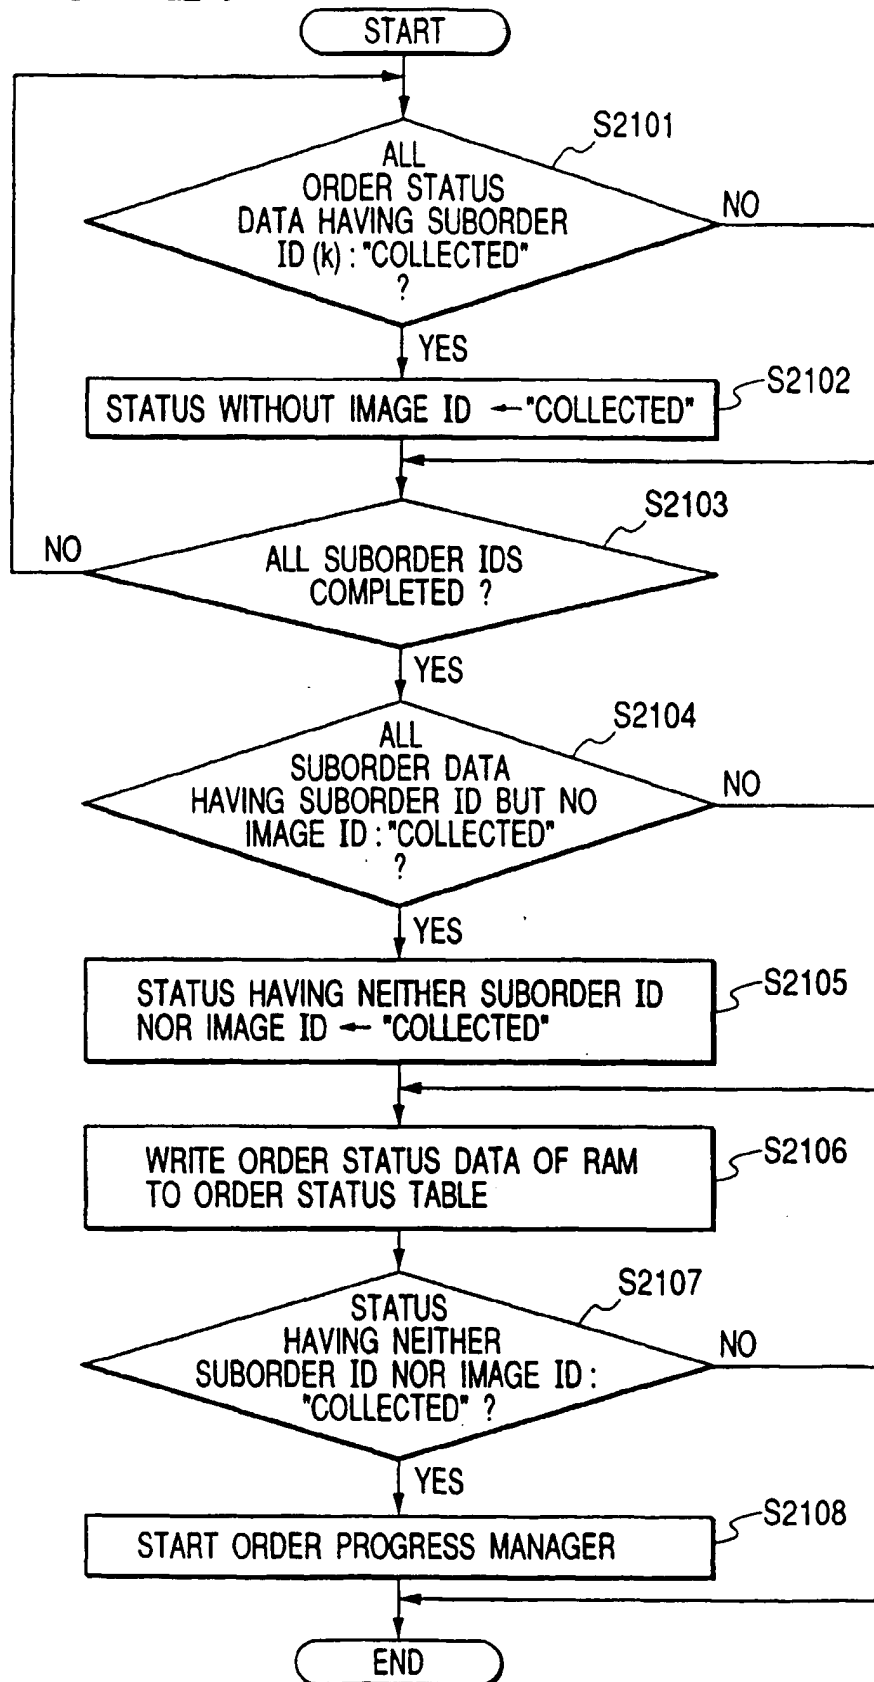 START
S2101
ALL
ORDER STATUS
DATA HAVING SUBORDER
ID (k) : "COLLECTED"
?
NO
YES
S2102
STATUS WITHOUT IMAGE ID ← "COLLECTED"
S2103
NO
ALL SUBORDER IDS
COMPLETED ?
YES
S2104
ALL
SUBORDER DATA
HAVING SUBORDER ID BUT NO
IMAGE ID : "COLLECTED"
?
NO
YES
S2105
STATUS HAVING NEITHER SUBORDER ID
NOR IMAGE ID ← "COLLECTED"
S2106
WRITE ORDER STATUS DATA OF RAM
TO ORDER STATUS TABLE
S2107
STATUS
HAVING NEITHER
SUBORDER ID NOR IMAGE ID :
"COLLECTED" ?
NO
YES
S2108
START ORDER PROGRESS MANAGER
END